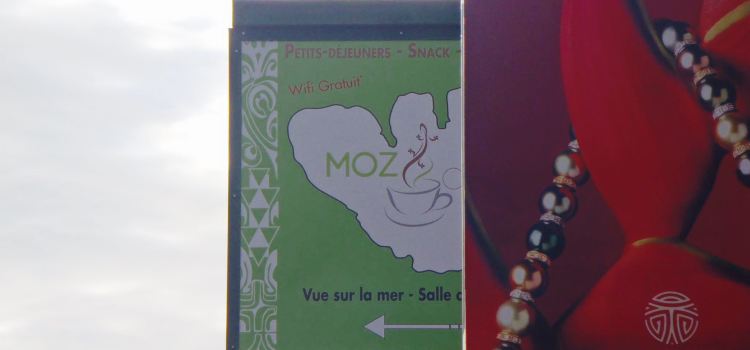 PETITS-DÉJEUNERS - SNACK -
Wifi Gratuit
MOZ
Vue sur la mer - Salle